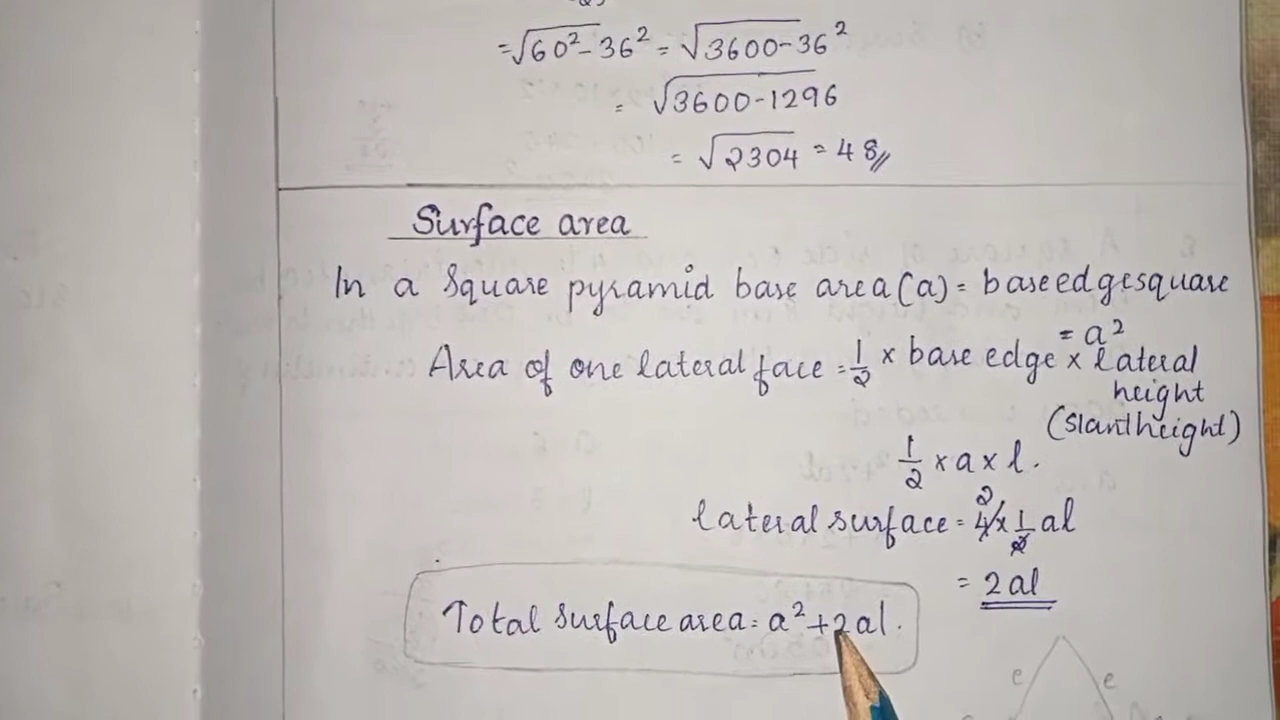 =√60²-36² = √3600-36²
= √3600-1296
= √2304 = 48//
Surface area
In a Square pyramid base area(a) = baseedgesquare
= a²
Area of one lateral face = 1/2 × base edge × lateral
height
(Slantheight)
1/2 × a × l.
lateral surface = 4 2 × 1/2 al
= 2al
Total Surface area = a²+2al.
e e